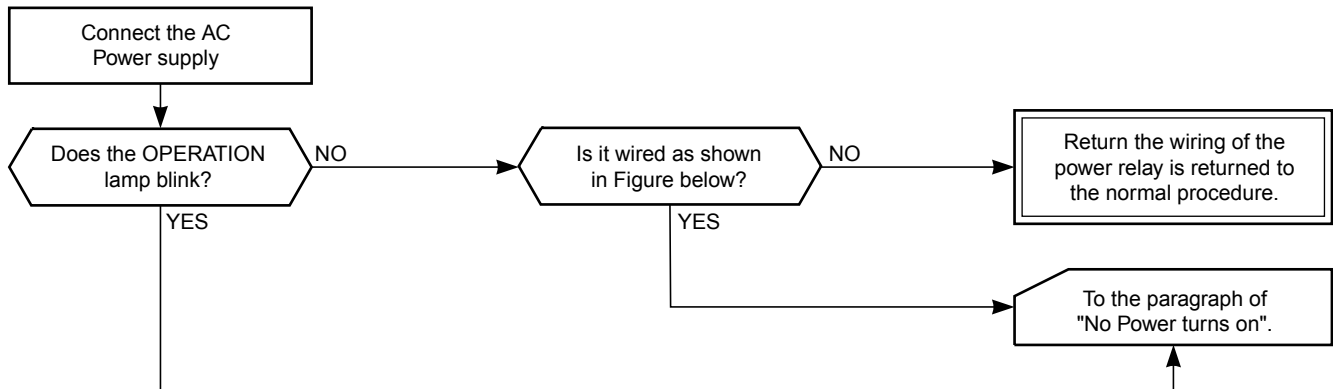 Connect the AC
Power supply
Does the OPERATION
lamp blink?
NO
Is it wired as shown
in Figure below?
NO
Return the wiring of the
power relay is returned to
the normal procedure.
YES
YES
To the paragraph of
"No Power turns on".